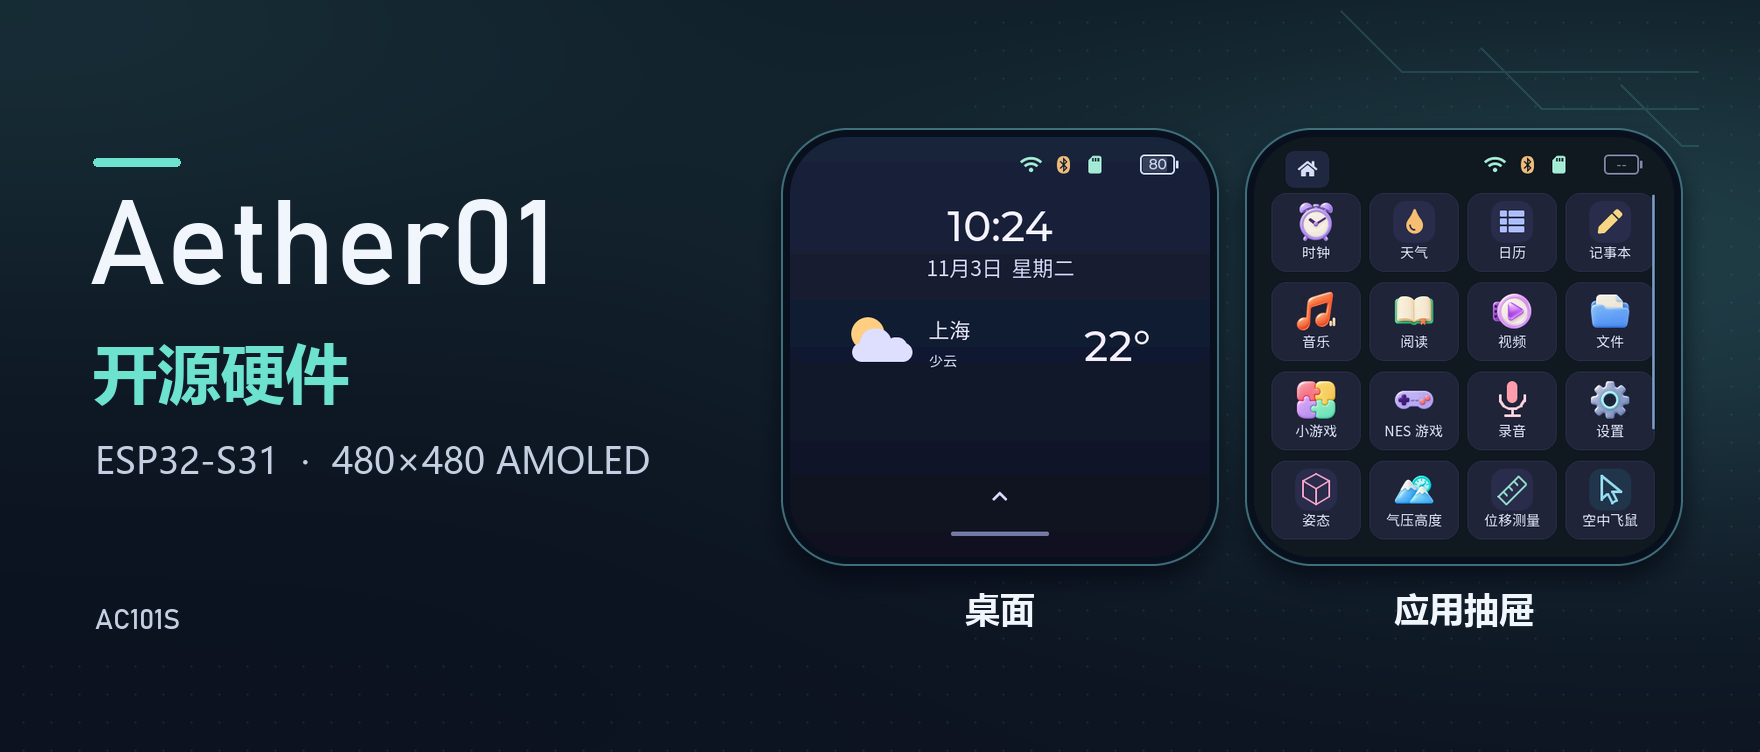 Aether01
开源硬件
ESP32-S31 · 480×480 AMOLED
AC101S
80
10:24
11月3日 星期二
上海
少云
22°
桌面
--
时钟 天气 日历 记事本
音乐 阅读 视频 文件
小游戏 NES 游戏 录音 设置
姿态 气压高度 位移测量 空中飞鼠
应用抽屉